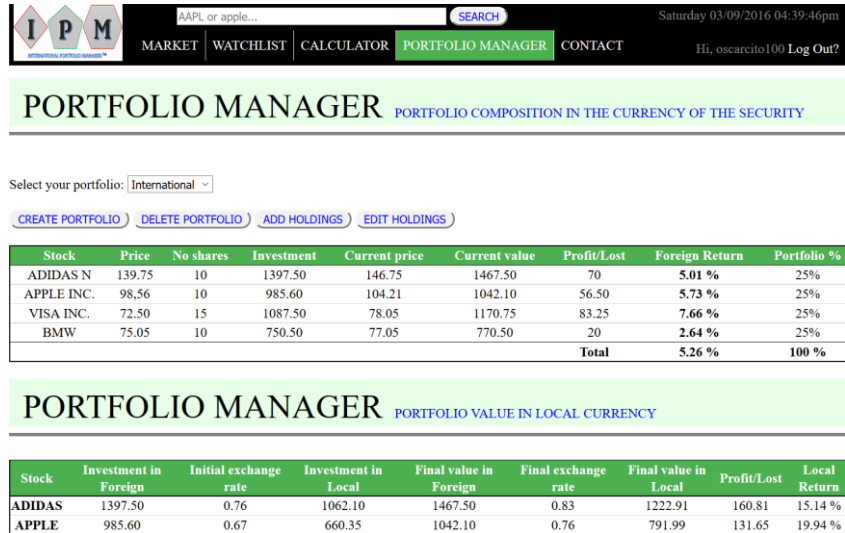 IPM
INTERNATIONAL PORTFOLIO MANAGER ™
AAPL or apple... SEARCH Saturday 03/09/2016 04:39:46pm
MARKET WATCHLIST CALCULATOR PORTFOLIO MANAGER CONTACT Hi, oscarcito100 Log Out?
PORTFOLIO MANAGER PORTFOLIO COMPOSITION IN THE CURRENCY OF THE SECURITY
Select your portfolio: International
CREATE PORTFOLIO DELETE PORTFOLIO ADD HOLDINGS EDIT HOLDINGS
Stock Price No shares Investment Current price Current value Profit/Lost Foreign Return Portfolio %
ADIDAS N 139.75 10 1397.50 146.75 1467.50 70 5.01 % 25%
APPLE INC. 98,56 10 985.60 104.21 1042.10 56.50 5.73 % 25%
VISA INC. 72.50 15 1087.50 78.05 1170.75 83.25 7.66 % 25%
BMW 75.05 10 750.50 77.05 770.50 20 2.64 % 25%
Total 5.26 % 100 %
PORTFOLIO MANAGER PORTFOLIO VALUE IN LOCAL CURRENCY
Stock Investment in Foreign Initial exchange rate Investment in Local Final value in Foreign Final exchange rate Final value in Local Profit/Lost Local Return
ADIDAS 1397.50 0.76 1062.10 1467.50 0.83 1222.91 160.81 15.14 %
APPLE 985.60 0.67 660.35 1042.10 0.76 791.99 131.65 19.94 %